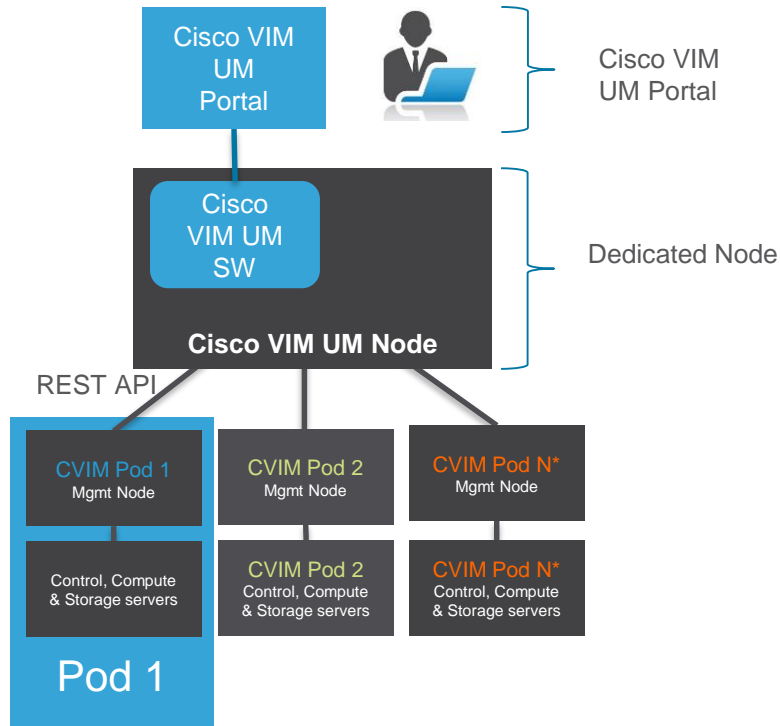 Cisco VIM
UM
Portal
Cisco VIM
UM Portal
Cisco
VIM UM
SW
Dedicated Node
Cisco VIM UM Node
REST API
CVIM Pod 1
Mgmt Node
CVIM Pod 2
Mgmt Node
CVIM Pod N*
Mgmt Node
Control, Compute
& Storage servers
CVIM Pod 2
Control, Compute
& Storage servers
CVIM Pod N*
Control, Compute
& Storage servers
Pod 1